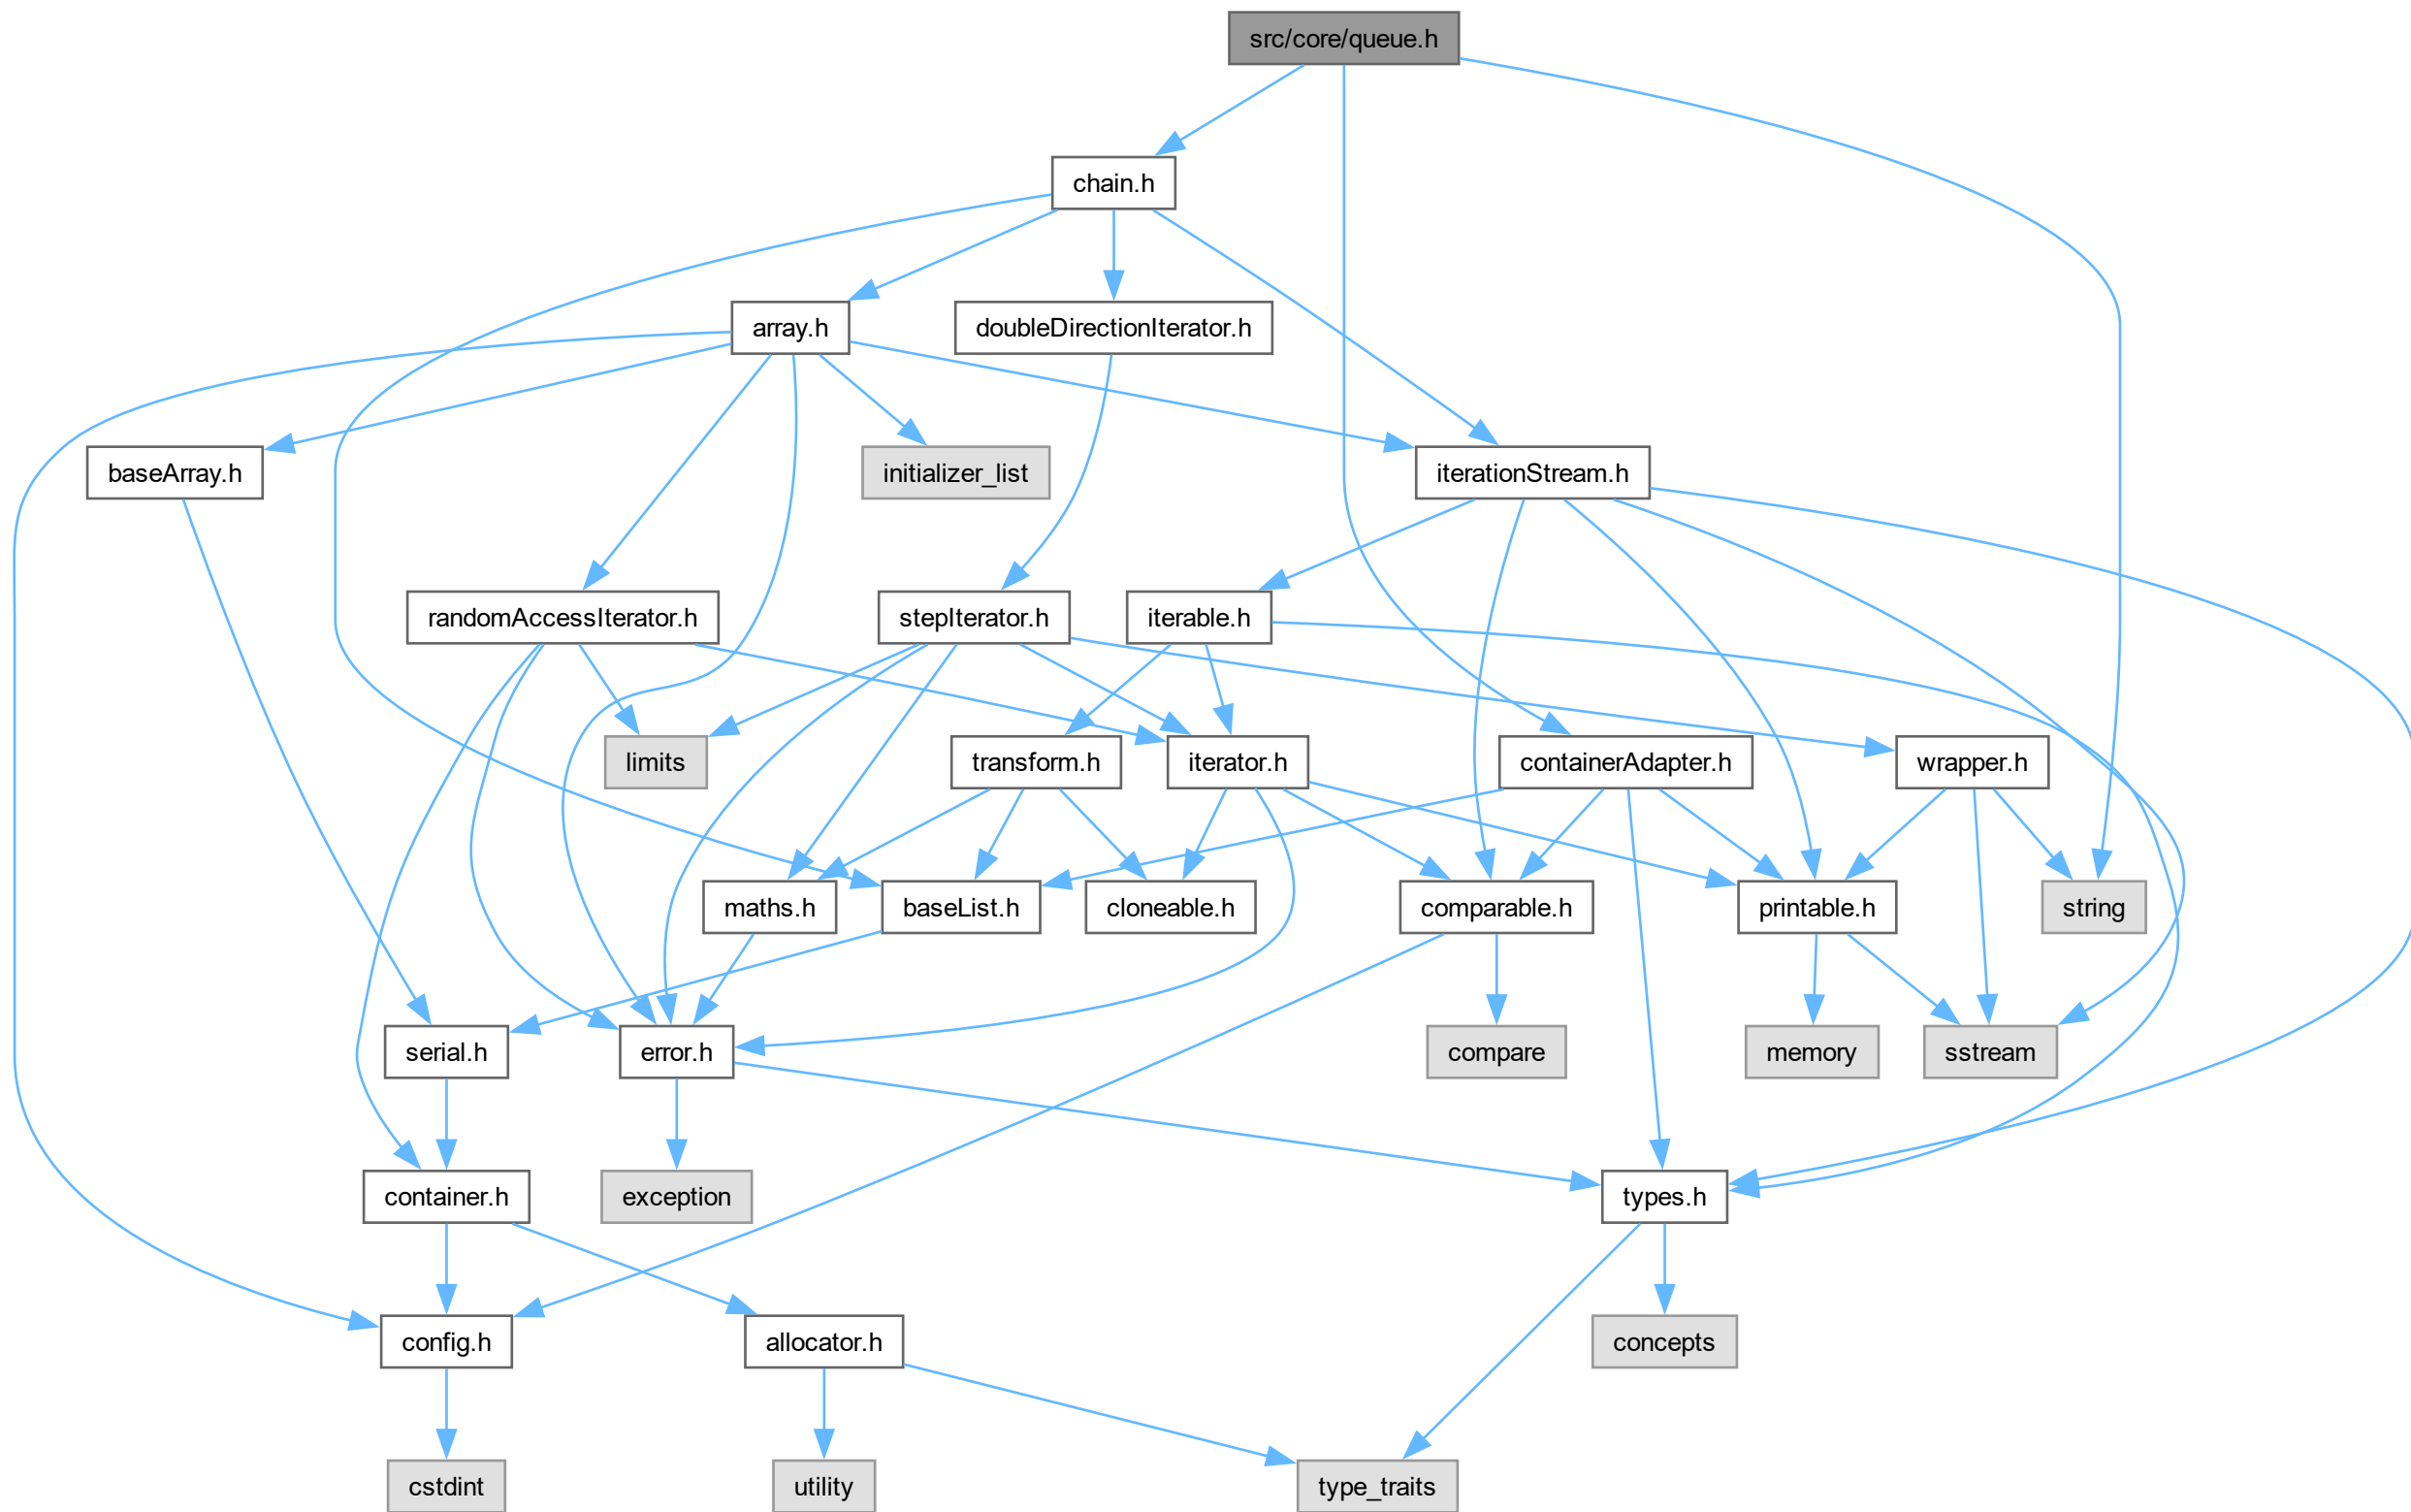 src/core/queue.h
chain.h
array.h
doubleDirectionIterator.h
baseArray.h
initializer_list
iterationStream.h
randomAccessIterator.h
stepIterator.h
iterable.h
limits
transform.h
iterator.h
containerAdapter.h
wrapper.h
maths.h
baseList.h
cloneable.h
comparable.h
printable.h
string
serial.h
error.h
compare
memory
sstream
container.h
exception
types.h
config.h
allocator.h
concepts
cstdint
utility
type_traits